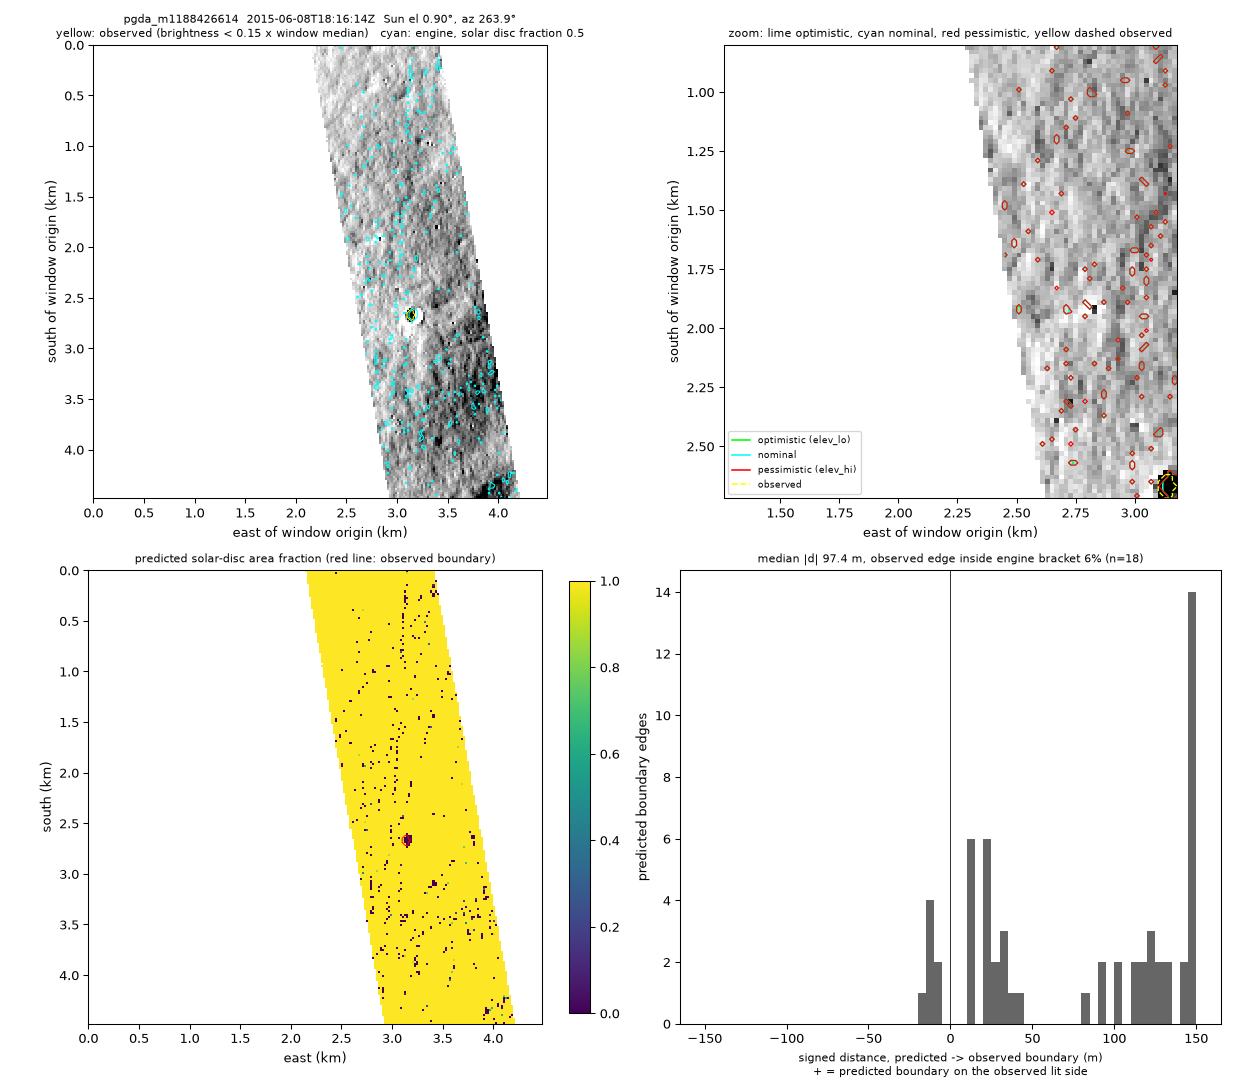 pgda_m1188426614  2015-06-08T18:16:14Z  Sun el 0.90°, az 263.9°
yellow: observed (brightness < 0.15 x window median)   cyan: engine, solar disc fraction 0.5
0.0
0.5
1.0
1.5
2.0
2.5
3.0
3.5
4.0
south of window origin (km)
0.0 0.5 1.0 1.5 2.0 2.5 3.0 3.5 4.0
east of window origin (km)
zoom: lime optimistic, cyan nominal, red pessimistic, yellow dashed observed
1.00
1.25
1.50
1.75
2.00
2.25
2.50
south of window origin (km)
optimistic (elev_lo)
nominal
pessimistic (elev_hi)
observed
1.50 1.75 2.00 2.25 2.50 2.75 3.00
east of window origin (km)
predicted solar-disc area fraction (red line: observed boundary)
0.0
0.5
1.0
1.5
2.0
2.5
3.0
3.5
4.0
south (km)
0.0 0.5 1.0 1.5 2.0 2.5 3.0 3.5 4.0
east (km)
1.0
0.8
0.6
0.4
0.2
0.0
median |d| 97.4 m, observed edge inside engine bracket 6% (n=18)
14
12
10
8
6
4
2
0
predicted boundary edges
−150 −100 −50 0 50 100 150
signed distance, predicted -> observed boundary (m)
+ = predicted boundary on the observed lit side